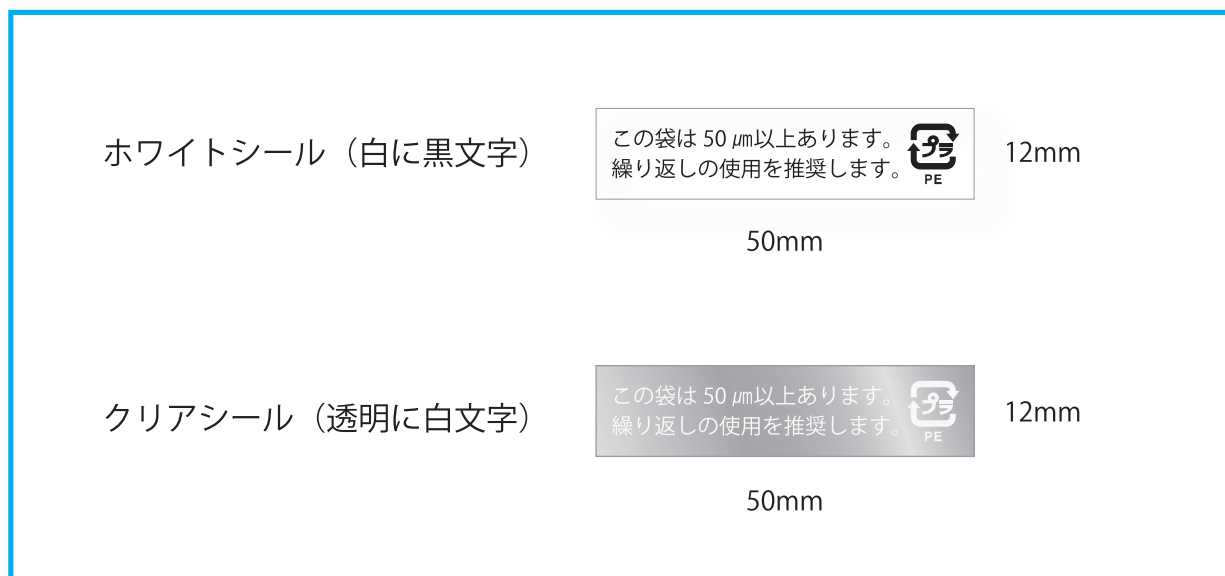 ホワイトシール（白に黒文字）
この袋は 50 ㎛以上あります。
繰り返しの使用を推奨します。
プラ
PE
12mm
50mm
クリアシール（透明に白文字）
この袋は 50 ㎛以上あります。
繰り返しの使用を推奨します。
プラ
PE
12mm
50mm